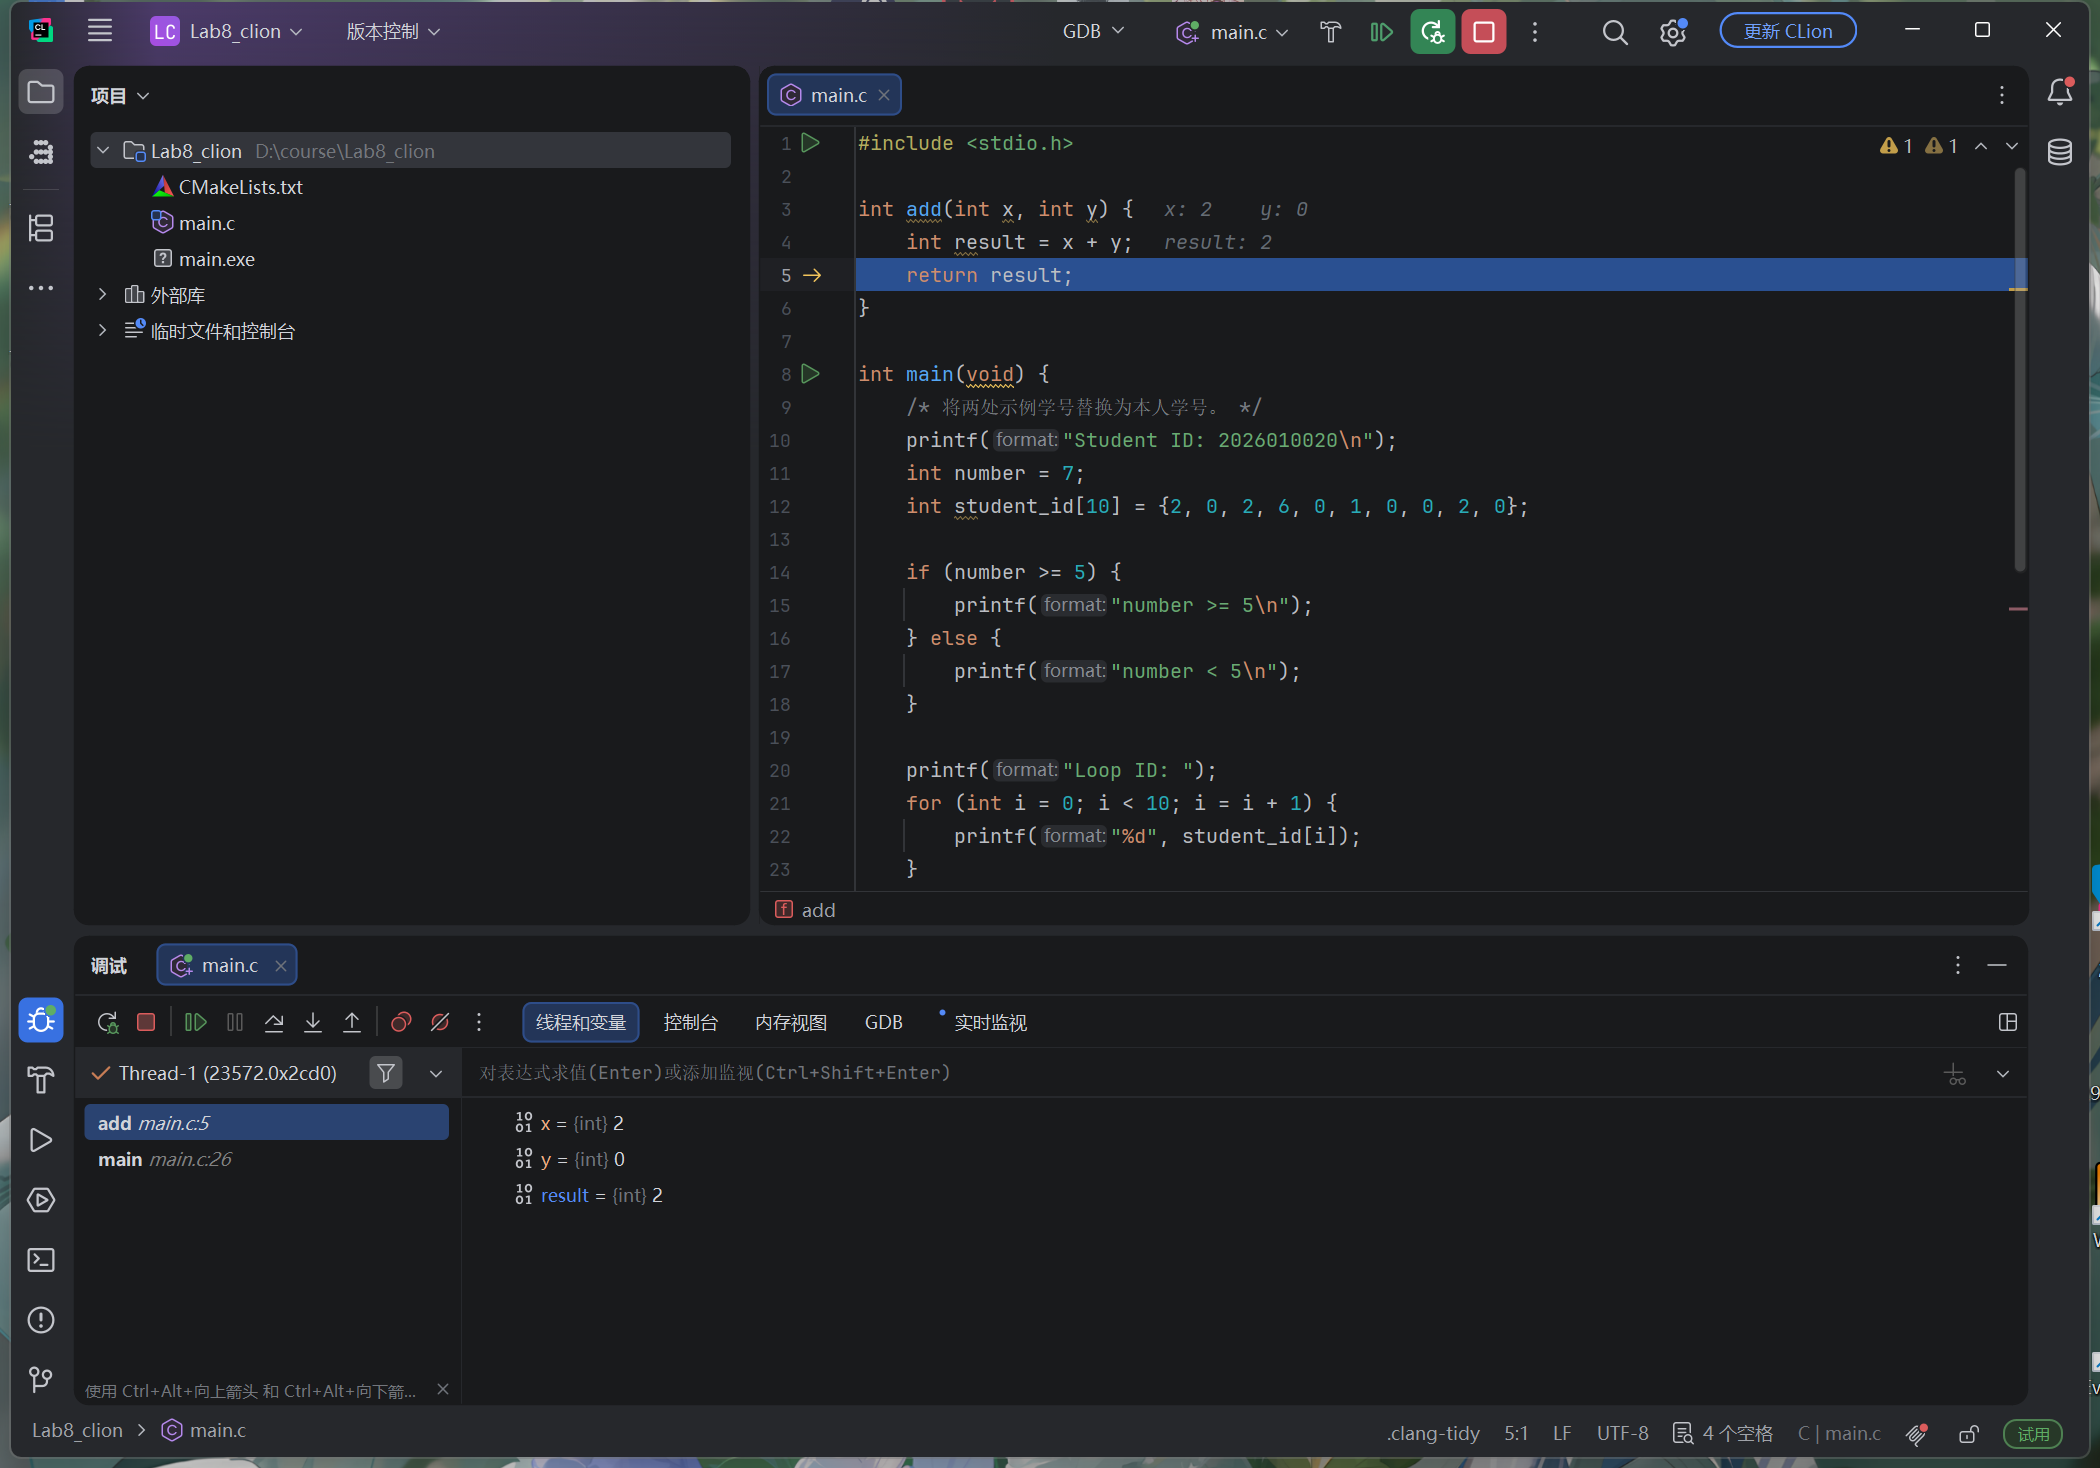 LC Lab8_clion 版本控制 GDB main.c 更新 CLion
项目
Lab8_clion D:\course\Lab8_clion
CMakeLists.txt
main.c
main.exe
外部库
临时文件和控制台
main.c
1 #include <stdio.h>
2
3 int add(int x, int y) { x: 2 y: 0
4 int result = x + y; result: 2
5 return result;
6 }
7
8 int main(void) {
9 /* 将两处示例学号替换为本人学号。 */
10 printf(format:"Student ID: 2026010020\n");
11 int number = 7;
12 int student_id[10] = {2, 0, 2, 6, 0, 1, 0, 0, 2, 0};
13
14 if (number >= 5) {
15 printf(format:"number >= 5\n");
16 } else {
17 printf(format:"number < 5\n");
18 }
19
20 printf(format:"Loop ID: ");
21 for (int i = 0; i < 10; i = i + 1) {
22 printf(format:"%d", student_id[i]);
23 }
1 1
f add
调试 main.c
线程和变量 控制台 内存视图 GDB 实时监视
Thread-1 (23572.0x2cd0) 对表达式求值(Enter)或添加监视(Ctrl+Shift+Enter)
add main.c:5
main main.c:26
x = {int} 2
y = {int} 0
result = {int} 2
使用 Ctrl+Alt+向上箭头 和 Ctrl+Alt+向下箭...
Lab8_clion main.c .clang-tidy 5:1 LF UTF-8 4 个空格 C | main.c 试用